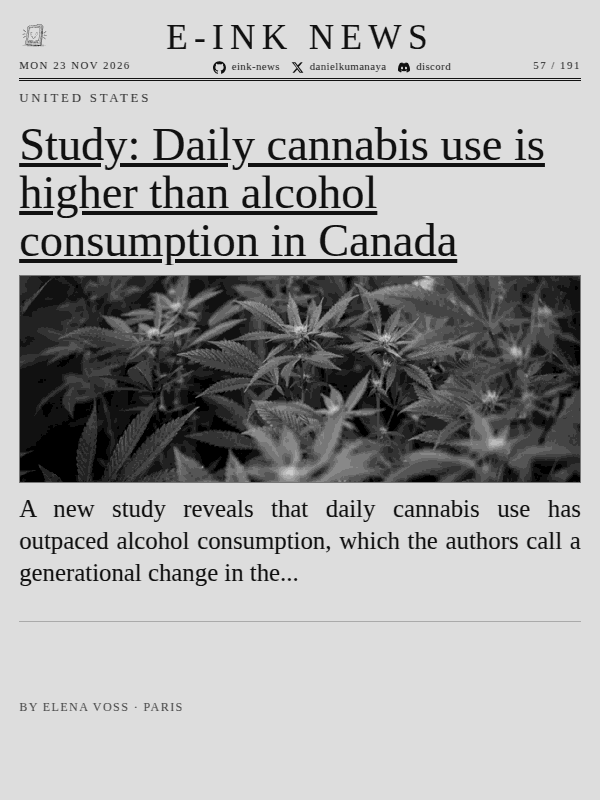 E-INK NEWS
MON 23 NOV 2026
eink-news danielkumanaya discord
57 / 191
UNITED STATES
Study: Daily cannabis use is
higher than alcohol
consumption in Canada
A new study reveals that daily cannabis use has
outpaced alcohol consumption, which the authors call a
generational change in the...
BY ELENA VOSS · PARIS